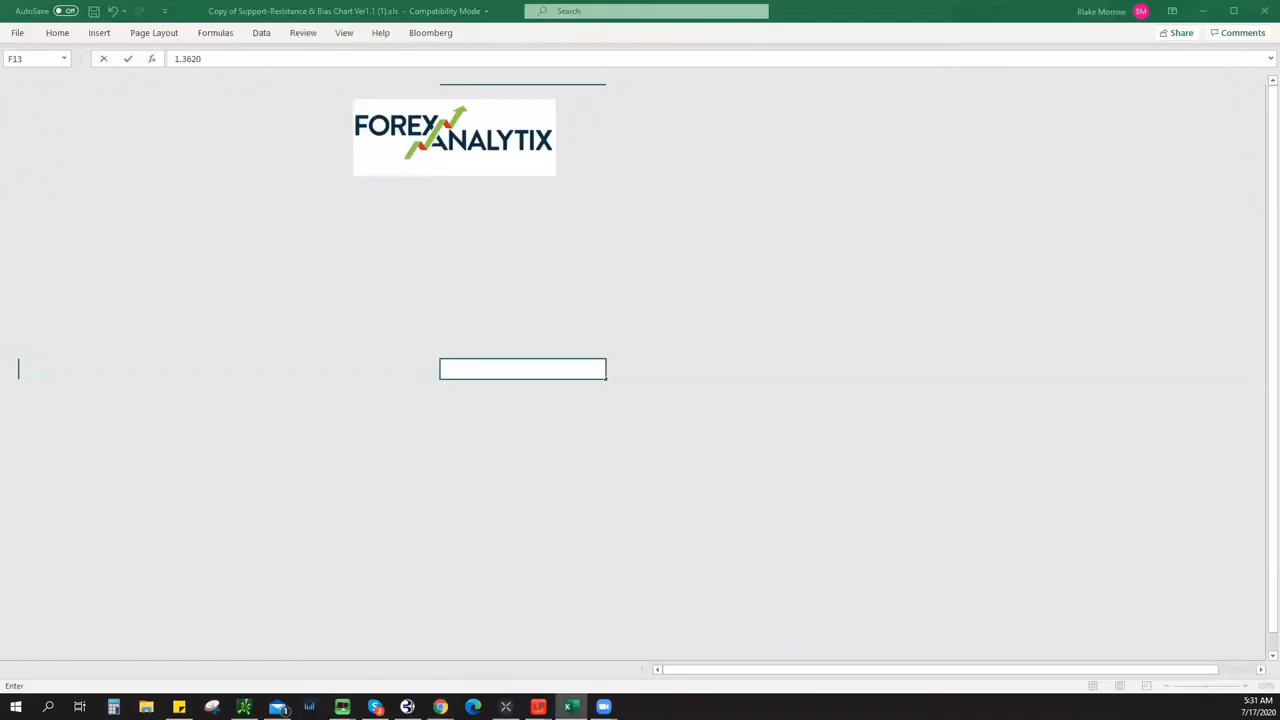 AutoSave Off Copy of Support-Resistance & Bias Chart Ver1.1 (1).xls - Compatibility Mode Search Blake Morrow BM
File Home Insert Page Layout Formulas Data Review View Help Bloomberg Share Comments
F13 fx 1.3620
FOREX ANALYTIX
Enter 100%
5:31 AM
7/17/2020